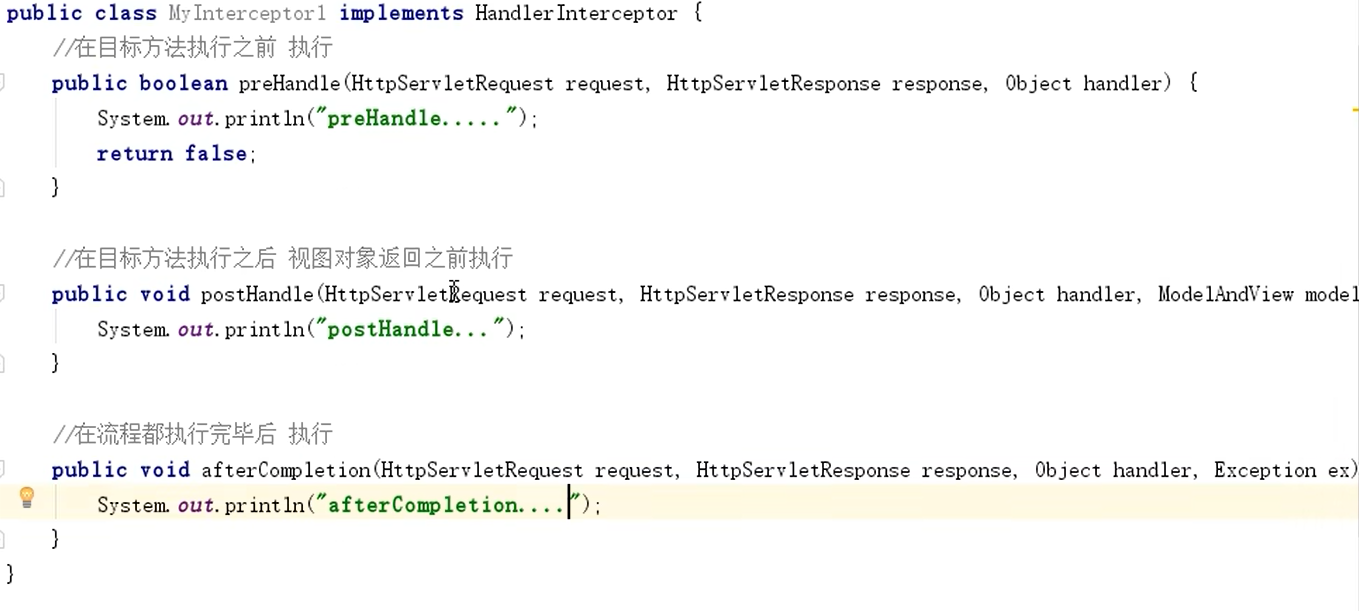 public class MyInterceptor1 implements HandlerInterceptor {
//在目标方法执行之前 执行
public boolean preHandle(HttpServletRequest request, HttpServletResponse response, Object handler) {
System.out.println("preHandle.....");
return false;
}
//在目标方法执行之后 视图对象返回之前执行
public void postHandle(HttpServletRequest request, HttpServletResponse response, Object handler, ModelAndView model
System.out.println("postHandle...");
}
//在流程都执行完毕后 执行
public void afterCompletion(HttpServletRequest request, HttpServletResponse response, Object handler, Exception ex)
System.out.println("afterCompletion....");
}
}